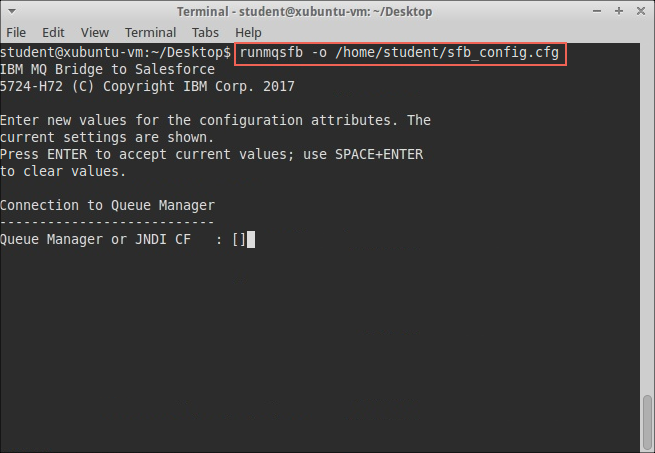 Terminal - student@xubuntu-vm:~/Desktop
File Edit View Terminal Tabs Help
student@xubuntu-vm:~/Desktop$ runmqsfb -o /home/student/sfb_config.cfg
IBM MQ Bridge to Salesforce
5724-H72 (C) Copyright IBM Corp. 2017
Enter new values for the configuration attributes. The
current settings are shown.
Press ENTER to accept current values; use SPACE+ENTER
to clear values.
Connection to Queue Manager
---------------------------
Queue Manager or JNDI CF   : []